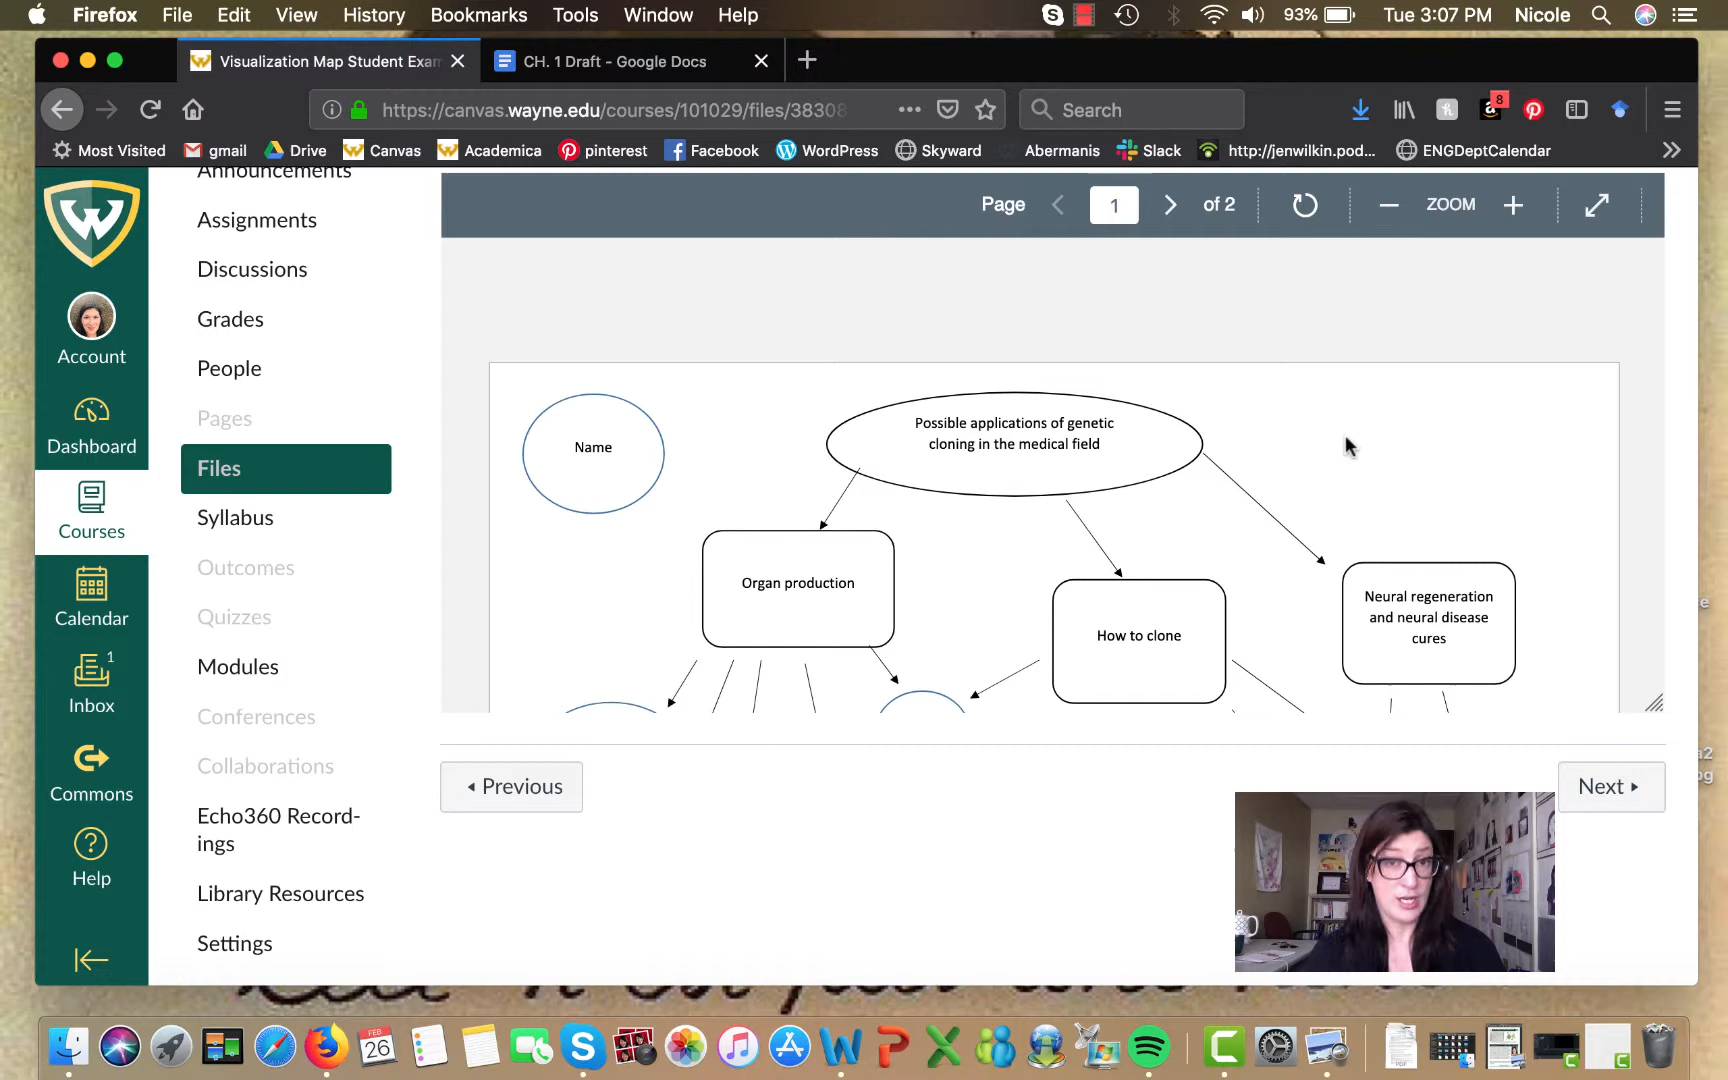 Firefox File Edit View History Bookmarks Tools Window Help 93% Tue 3:07 PM Nicole
Visualization Map Student Exam
CH. 1 Draft - Google Docs
https://canvas.wayne.edu/courses/101029/files/38308
Search
8
Most Visited gmail Drive Canvas Academica pinterest Facebook WordPress Skyward Abermanis Slack http://jenwilkin.pod... ENGDeptCalendar
W
Account
Dashboard
Courses
Calendar
1
Inbox
Commons
Help
Announcements
Assignments
Discussions
Grades
People
Pages
Files
Syllabus
Outcomes
Quizzes
Modules
Conferences
Collaborations
Echo360 Record-
ings
Library Resources
Settings
Page 1 of 2 ZOOM
Name
Possible applications of genetic
cloning in the medical field
Organ production
How to clone
Neural regeneration
and neural disease
cures
Previous
Next
FEB
26